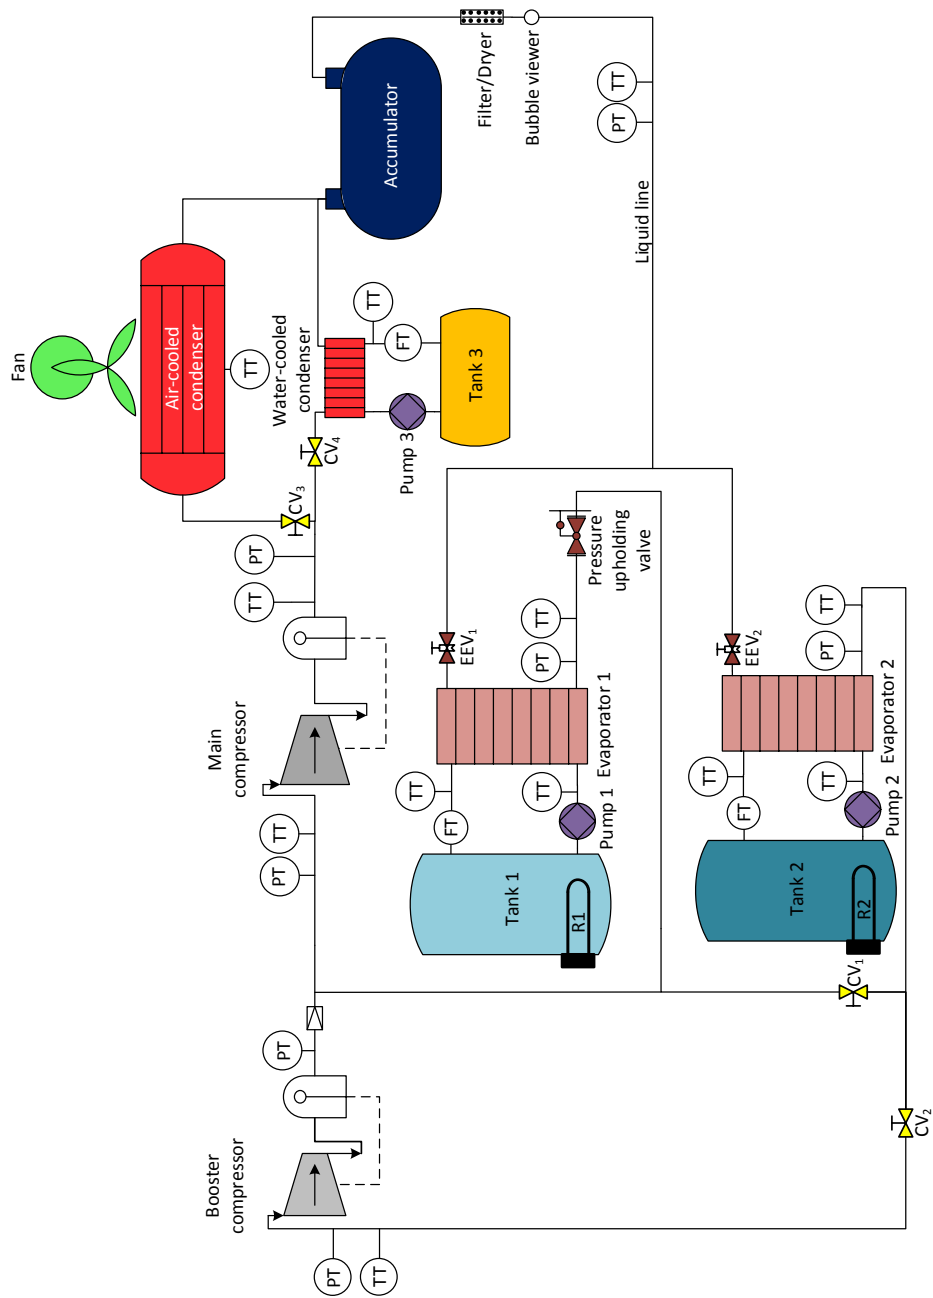 Fan
Air-cooled
condenser
Booster
compressor
Main
compressor
TT
PT
TT
Water-cooled
condenser
PT
PT
TT
CV₃
CV₄
PT
TT
TT
FT
Accumulator
Pump 3
TT
FT
EEV₁
Tank 3
Filter/Dryer
Tank 1
Bubble viewer
TT
PT
TT
R1
Pump 1
Evaporator 1
Pressure
upholding
valve
PT
TT
Liquid line
TT
FT
EEV₂
Tank 2
TT
PT
TT
CV₁
R2
Pump 2
Evaporator 2
CV₂